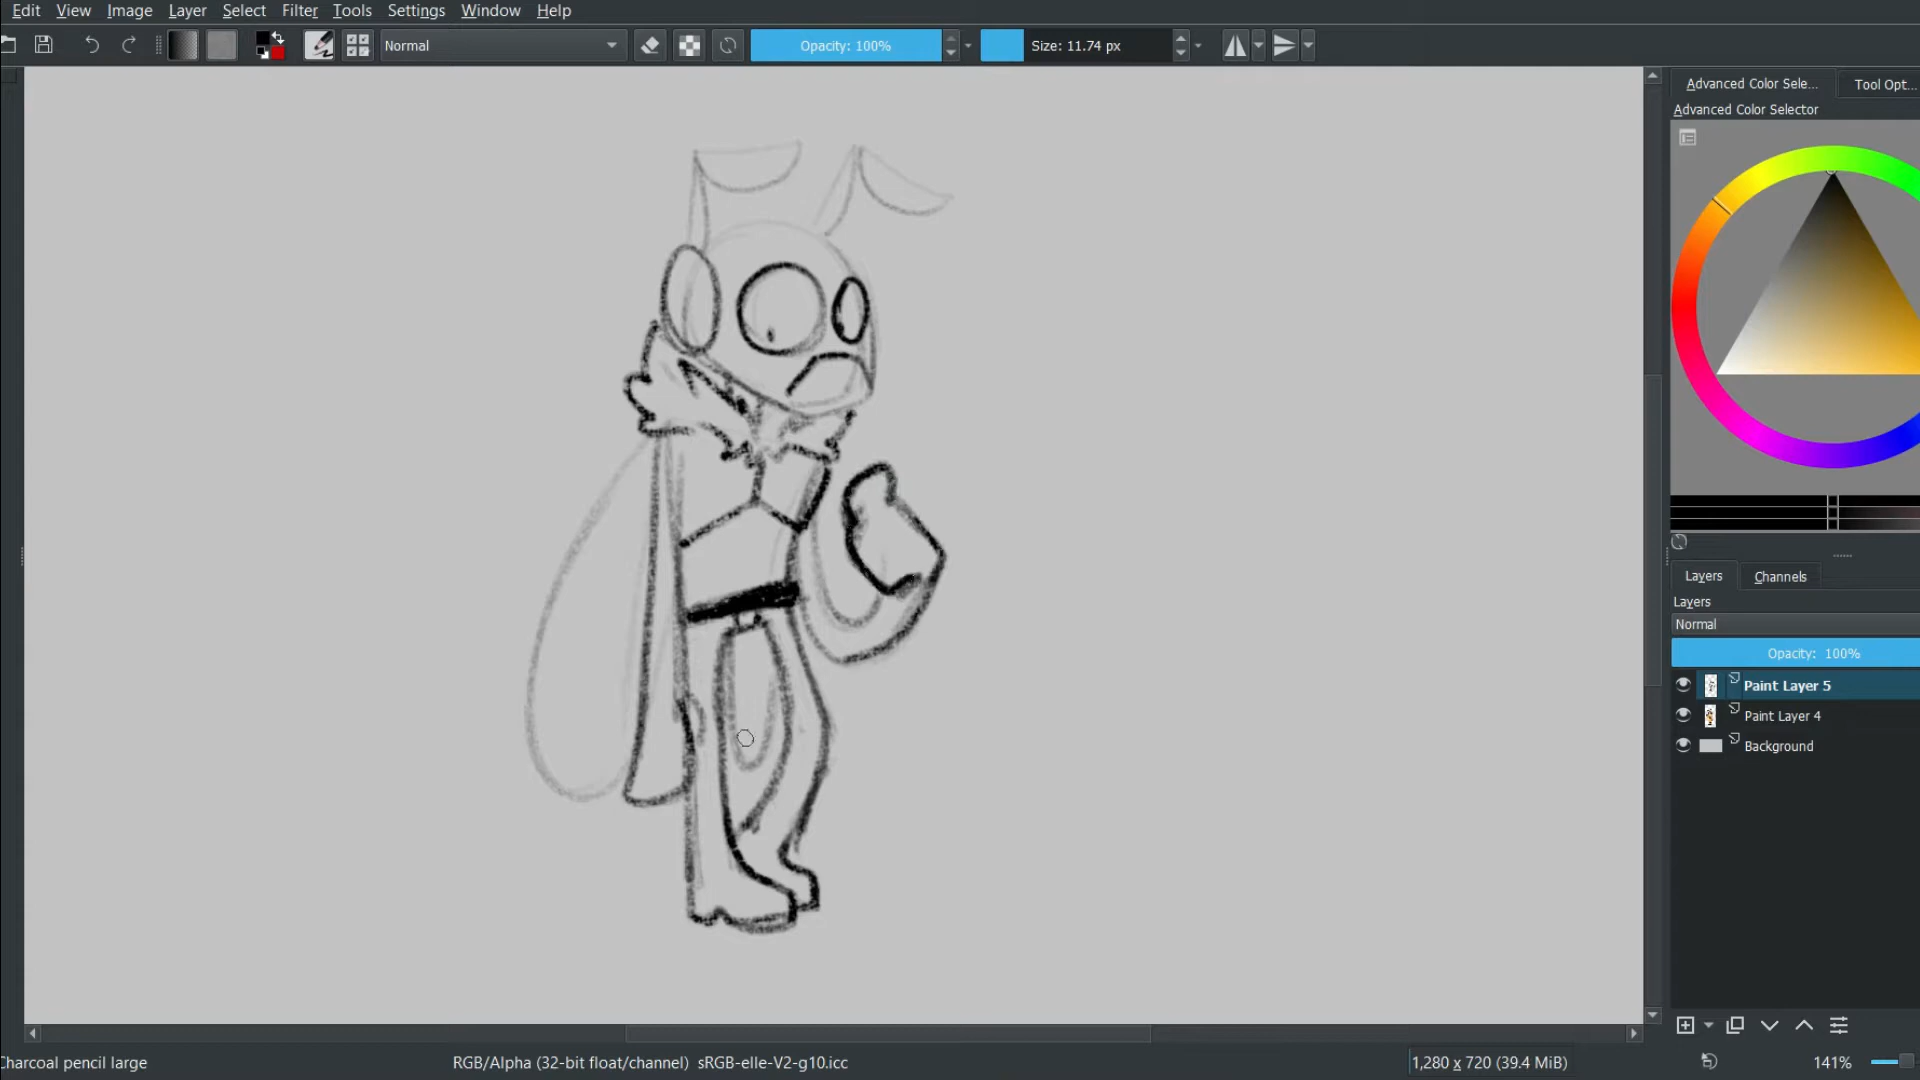 Edit View Image Layer Select Filter Tools Settings Window Help
Normal Opacity: 100% Size: 11.74 px
Advanced Color Sele... Tool Opt...
Advanced Color Selector
Layers Channels
Layers
Normal
Opacity: 100%
Paint Layer 5
Paint Layer 4
Background
Charcoal pencil large RGB/Alpha (32-bit float/channel) sRGB-elle-V2-g10.icc 1,280 x 720 (39.4 MiB) 141%